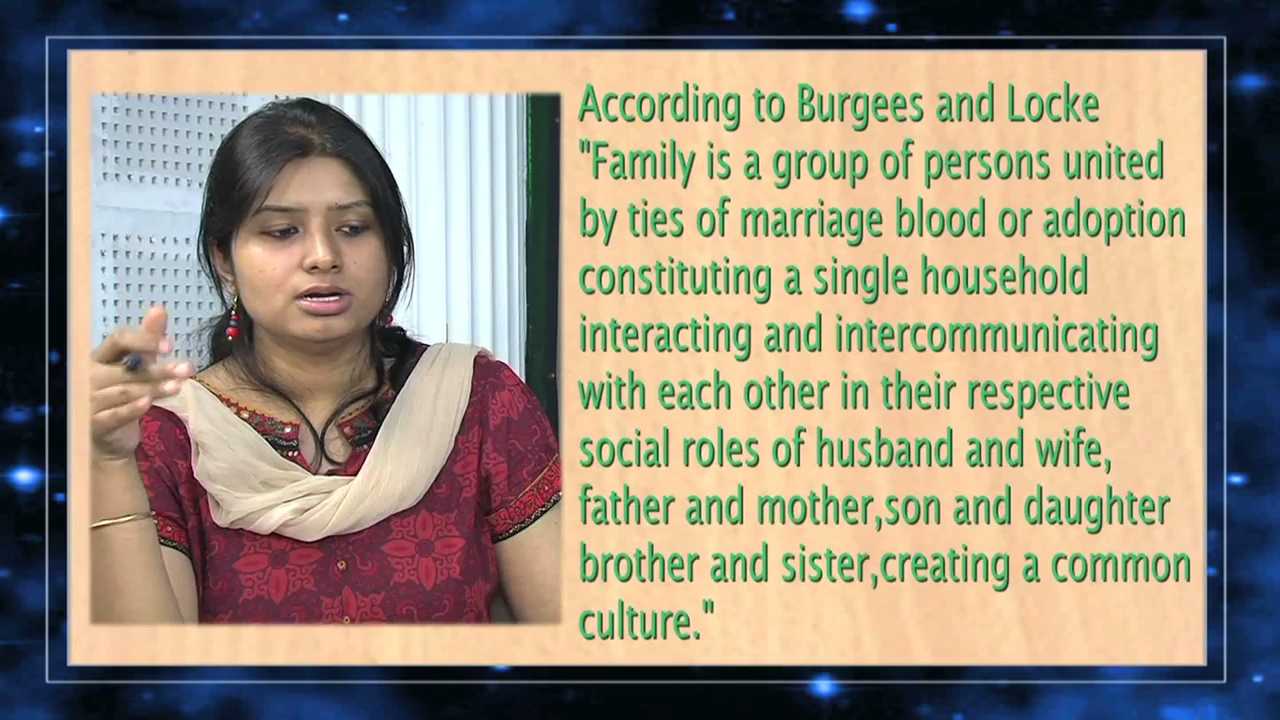 According to Burgees and Locke
"Family is a group of persons united
by ties of marriage blood or adoption
constituting a single household
interacting and intercommunicating
with each other in their respective
social roles of husband and wife,
father and mother,son and daughter
brother and sister,creating a common
culture."